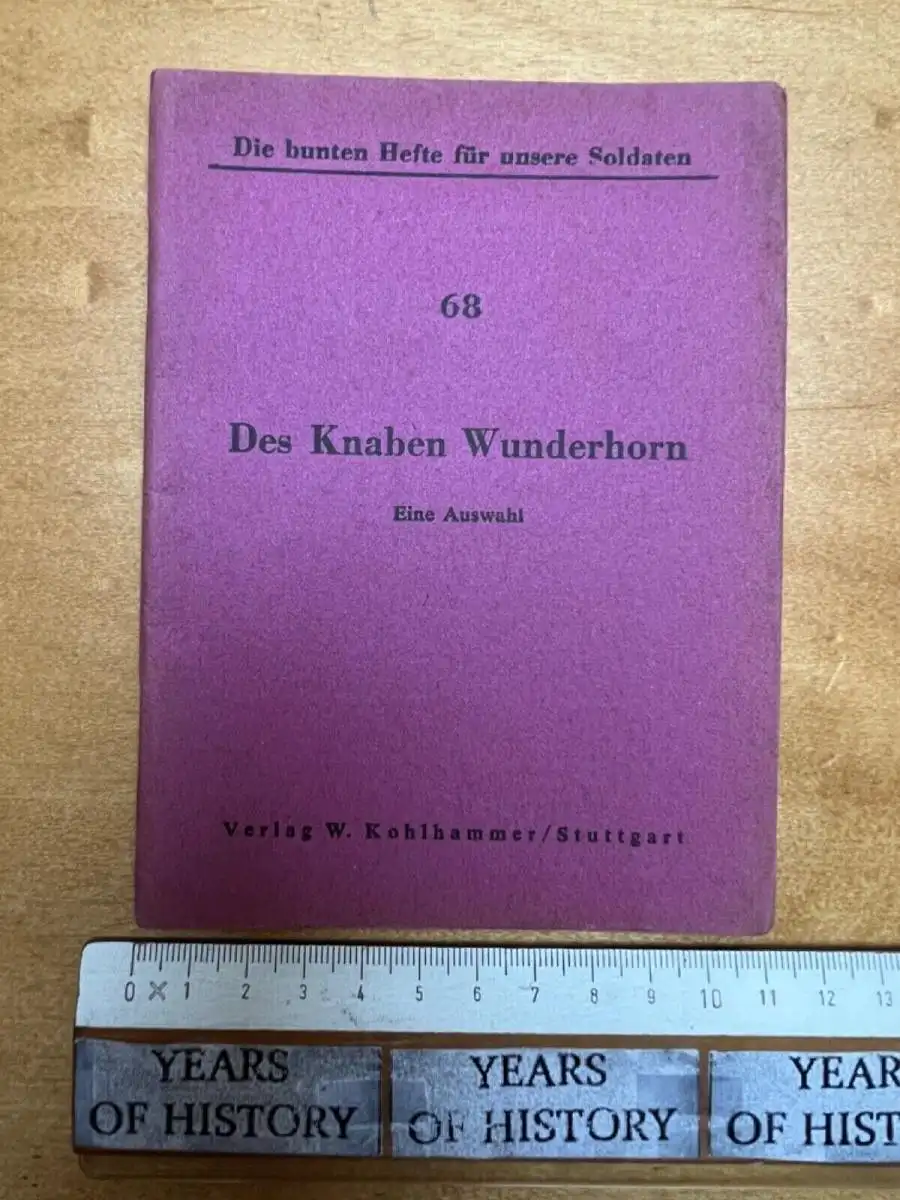 Die bunten Hefte für unsere Soldaten
68
Des Knaben Wunderhorn
Eine Auswahl
Verlag W. Kohlhammer/Stuttgart
0 1 2 3 4 5 6 7 8 9 10 11 12 13
YEARS YEARS YEAR
OF HISTORY OF HISTORY OF HIST